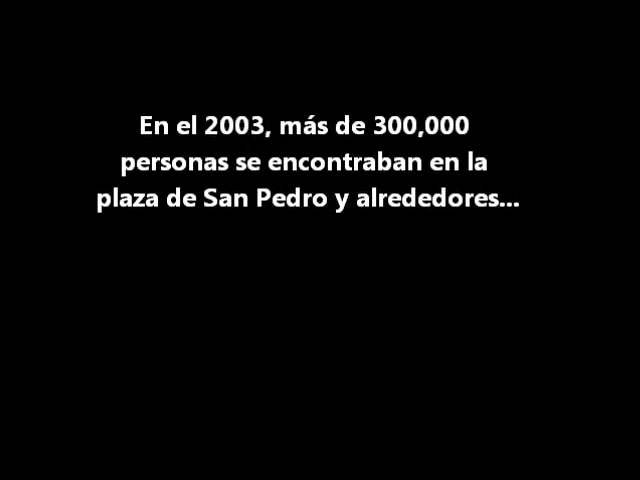 En el 2003, más de 300,000
personas se encontraban en la
plaza de San Pedro y alrededores...